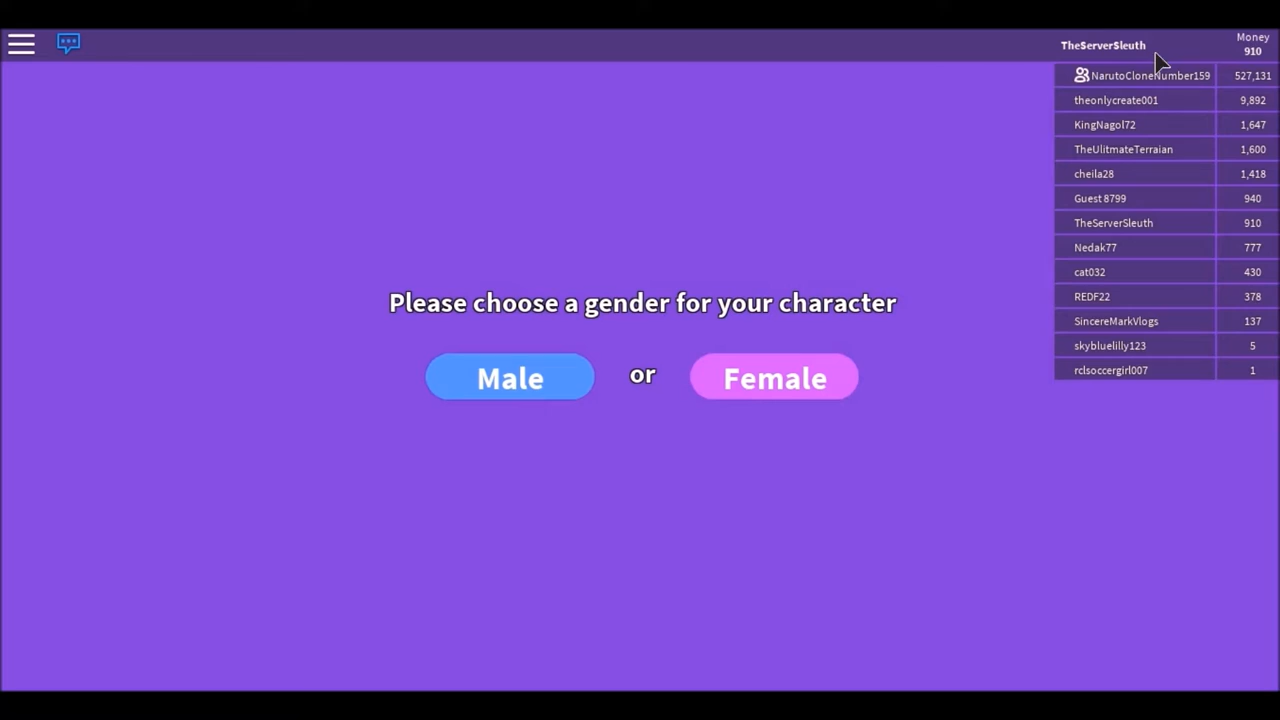 TheServerSleuth
Money
910
NarutoCloneNumber159 527,131
theonlycreate001 9,892
KingNagol72 1,647
TheUlitmateTerraian 1,600
cheila28 1,418
Guest 8799 940
TheServerSleuth 910
Nedak77 777
cat032 430
REDF22 378
SincereMarkVlogs 137
skybluelilly123 5
rclsoccergirl007 1
Please choose a gender for your character
Male or Female